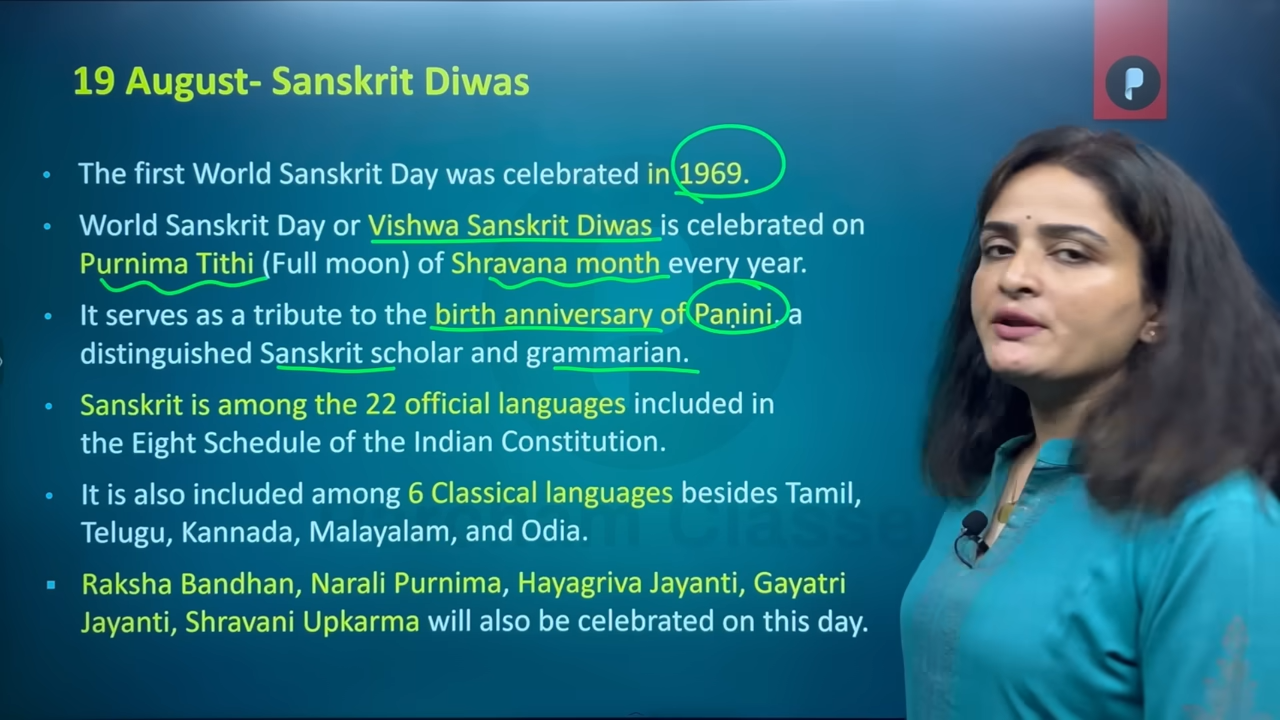 19 August- Sanskrit Diwas
The first World Sanskrit Day was celebrated in 1969.
World Sanskrit Day or Vishwa Sanskrit Diwas is celebrated on
Purnima Tithi (Full moon) of Shravana month every year.
It serves as a tribute to the birth anniversary of Paṇini, a
distinguished Sanskrit scholar and grammarian.
Sanskrit is among the 22 official languages included in
the Eight Schedule of the Indian Constitution.
It is also included among 6 Classical languages besides Tamil,
Telugu, Kannada, Malayalam, and Odia.
Raksha Bandhan, Narali Purnima, Hayagriva Jayanti, Gayatri
Jayanti, Shravani Upkarma will also be celebrated on this day.